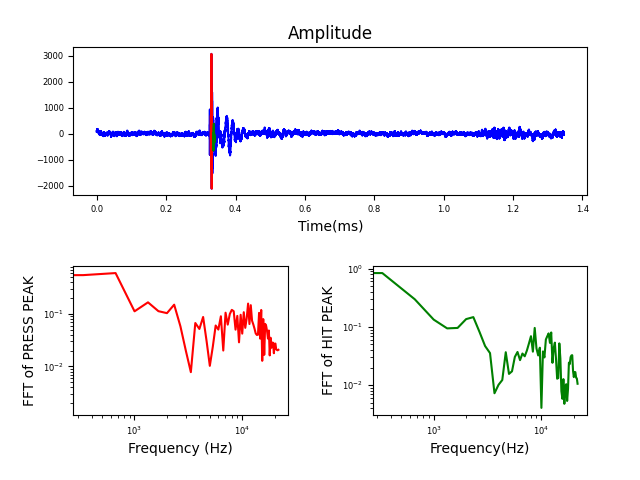 Amplitude
3000
2000
1000
0
−1000
−2000
0.0 0.2 0.4 0.6 0.8 1.0 1.2 1.4
Time(ms)
FFT of PRESS PEAK
10⁻¹
10⁻²
10³ 10⁴
Frequency (Hz)
FFT of HIT PEAK
10⁰
10⁻¹
10⁻²
10³ 10⁴
Frequency(Hz)